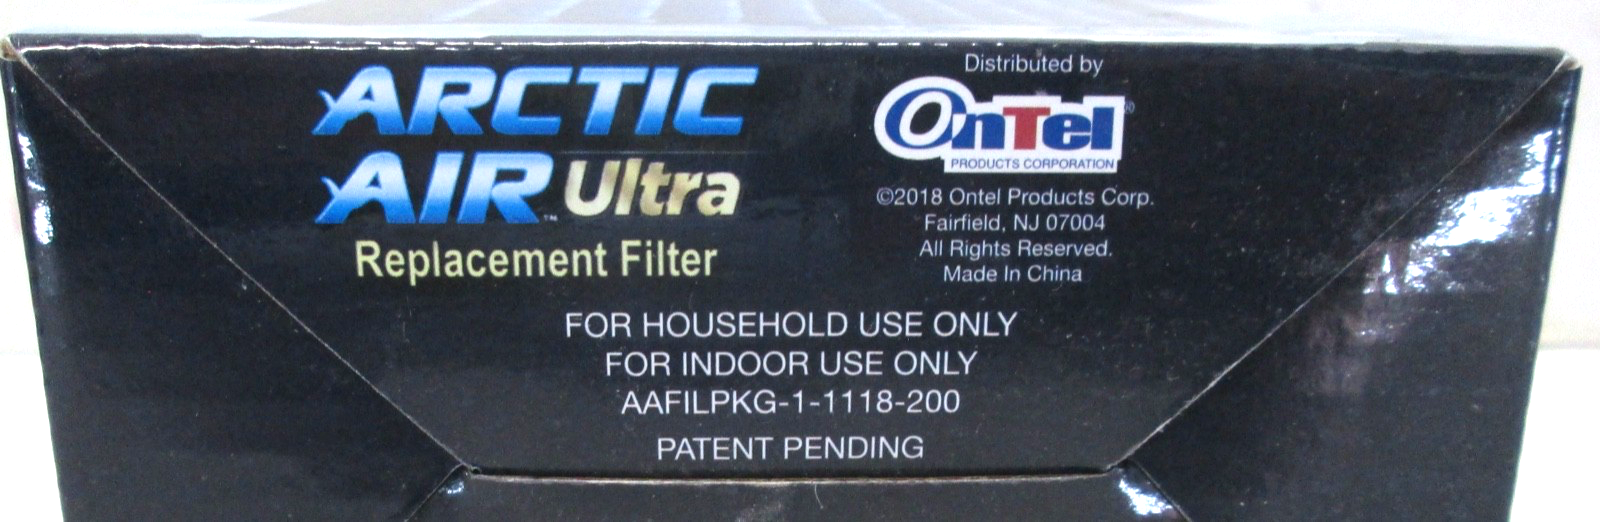 ARCTIC
AIR™ Ultra
Replacement Filter
Distributed by
OnTel®
PRODUCTS CORPORATION
©2018 Ontel Products Corp.
Fairfield, NJ 07004
All Rights Reserved.
Made In China
FOR HOUSEHOLD USE ONLY
FOR INDOOR USE ONLY
AAFILPKG-1-1118-200
PATENT PENDING